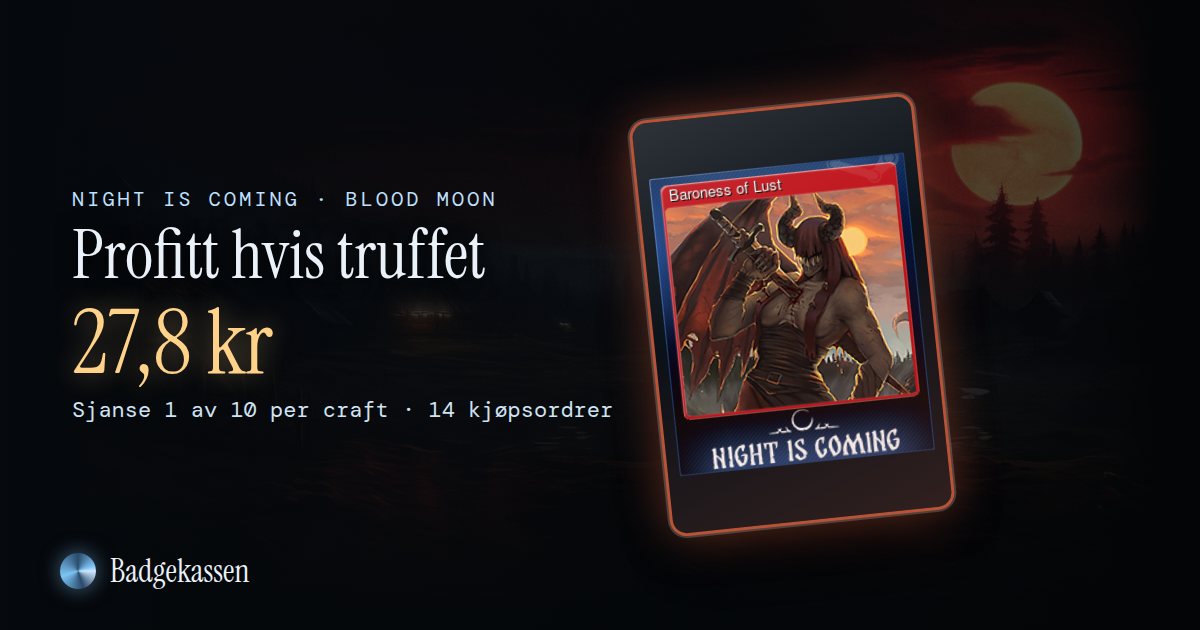 NIGHT IS COMING · BLOOD MOON
Profitt hvis truffet
27,8 kr
Sjanse 1 av 10 per craft · 14 kjøpsordrer
Baroness of Lust
NIGHT IS COMING
Badgekassen